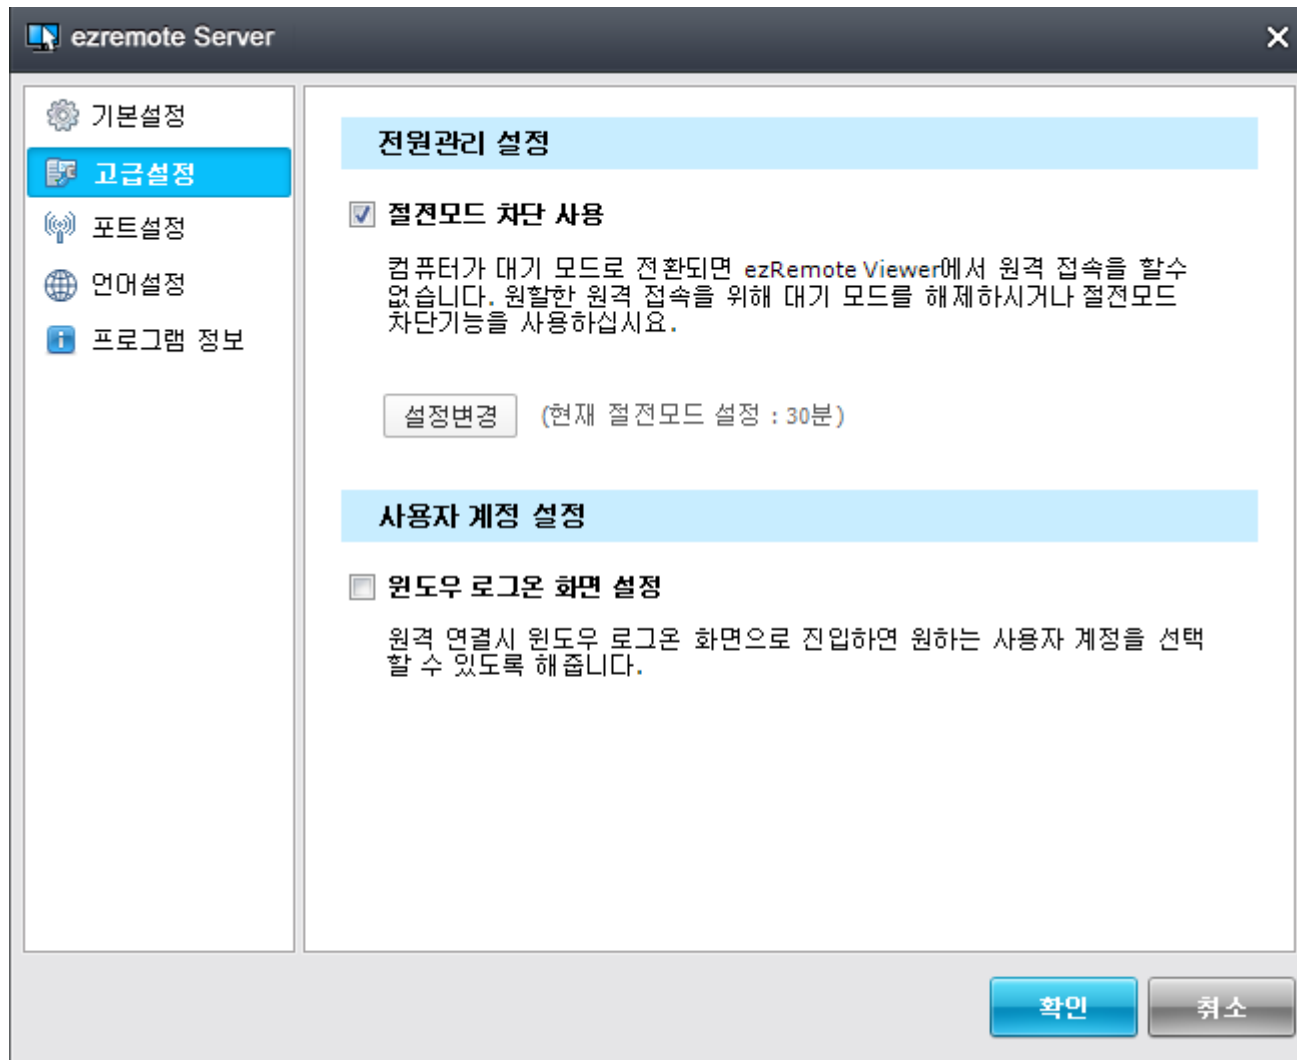 ezremote Server
기본설정
고급설정
포트설정
언어설정
프로그램 정보
전원관리 설정
절전모드 차단 사용
컴퓨터가 대기 모드로 전환되면 ezRemote Viewer에서 원격 접속을 할수
없습니다. 원할한 원격 접속을 위해 대기 모드를 해제하시거나 절전모드
차단기능을 사용하십시요.
설정변경 (현재 절전모드 설정 : 30분)
사용자 계정 설정
윈도우 로그온 화면 설정
원격 연결시 윈도우 로그온 화면으로 진입하면 원하는 사용자 계정을 선택
할 수 있도록 해줍니다.
확인 취소